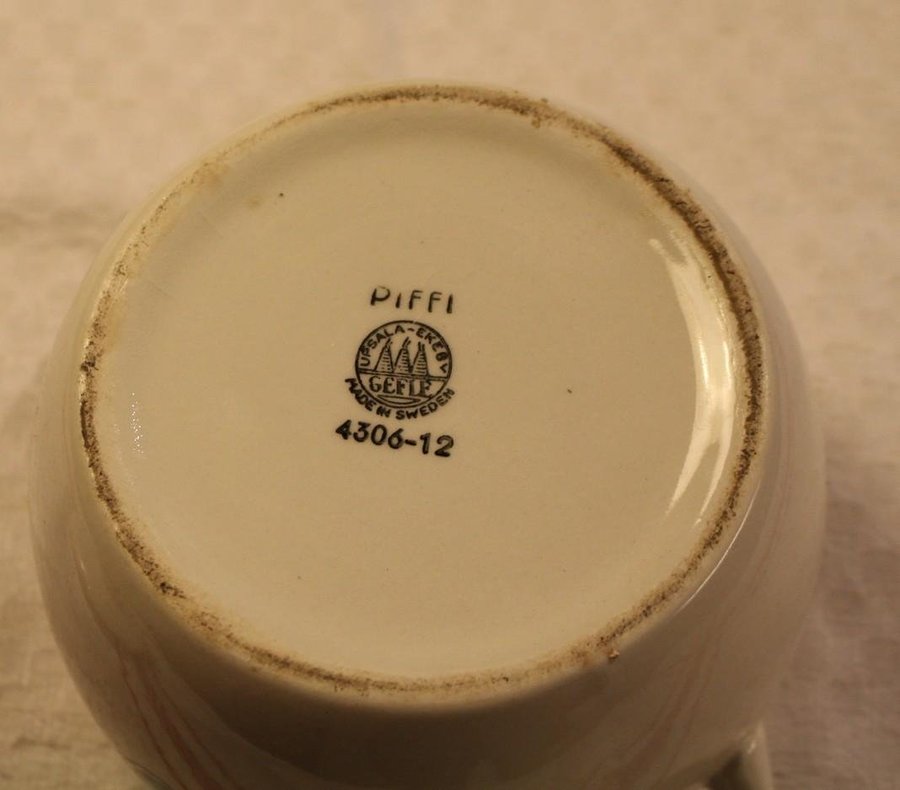 PiFFI
UPSALA-EKEBY
GEFLE
MADE IN SWEDEN
4306-12